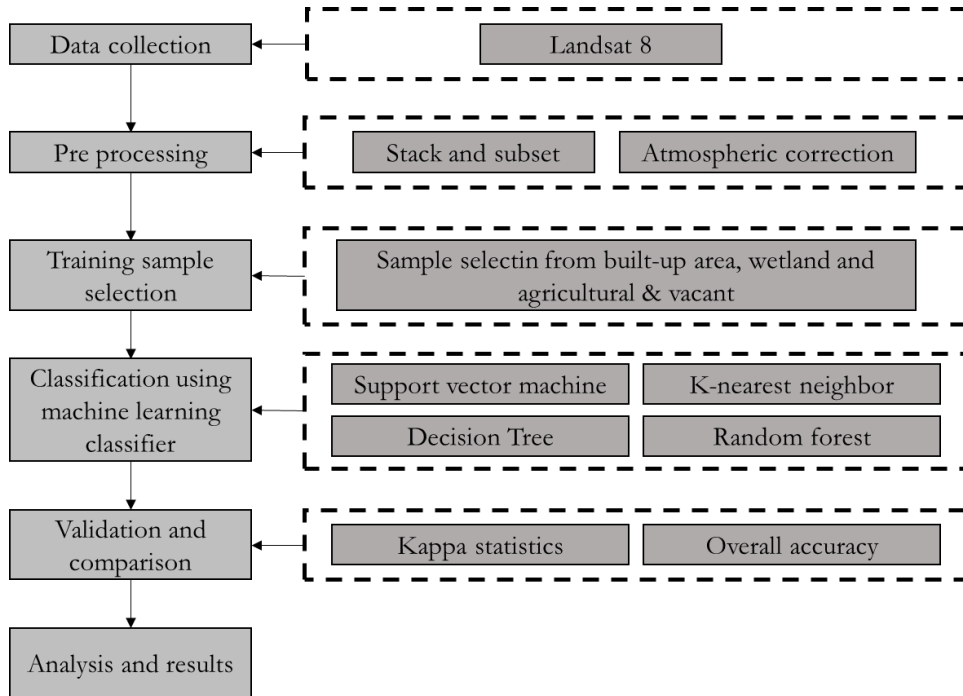 Data collection
Landsat 8
Pre processing
Stack and subset
Atmospheric correction
Training sample
selection
Sample selectin from built-up area, wetland and
agricultural & vacant
Classification using
machine learning
classifier
Support vector machine
K-nearest neighbor
Decision Tree
Random forest
Validation and
comparison
Kappa statistics
Overall accuracy
Analysis and results